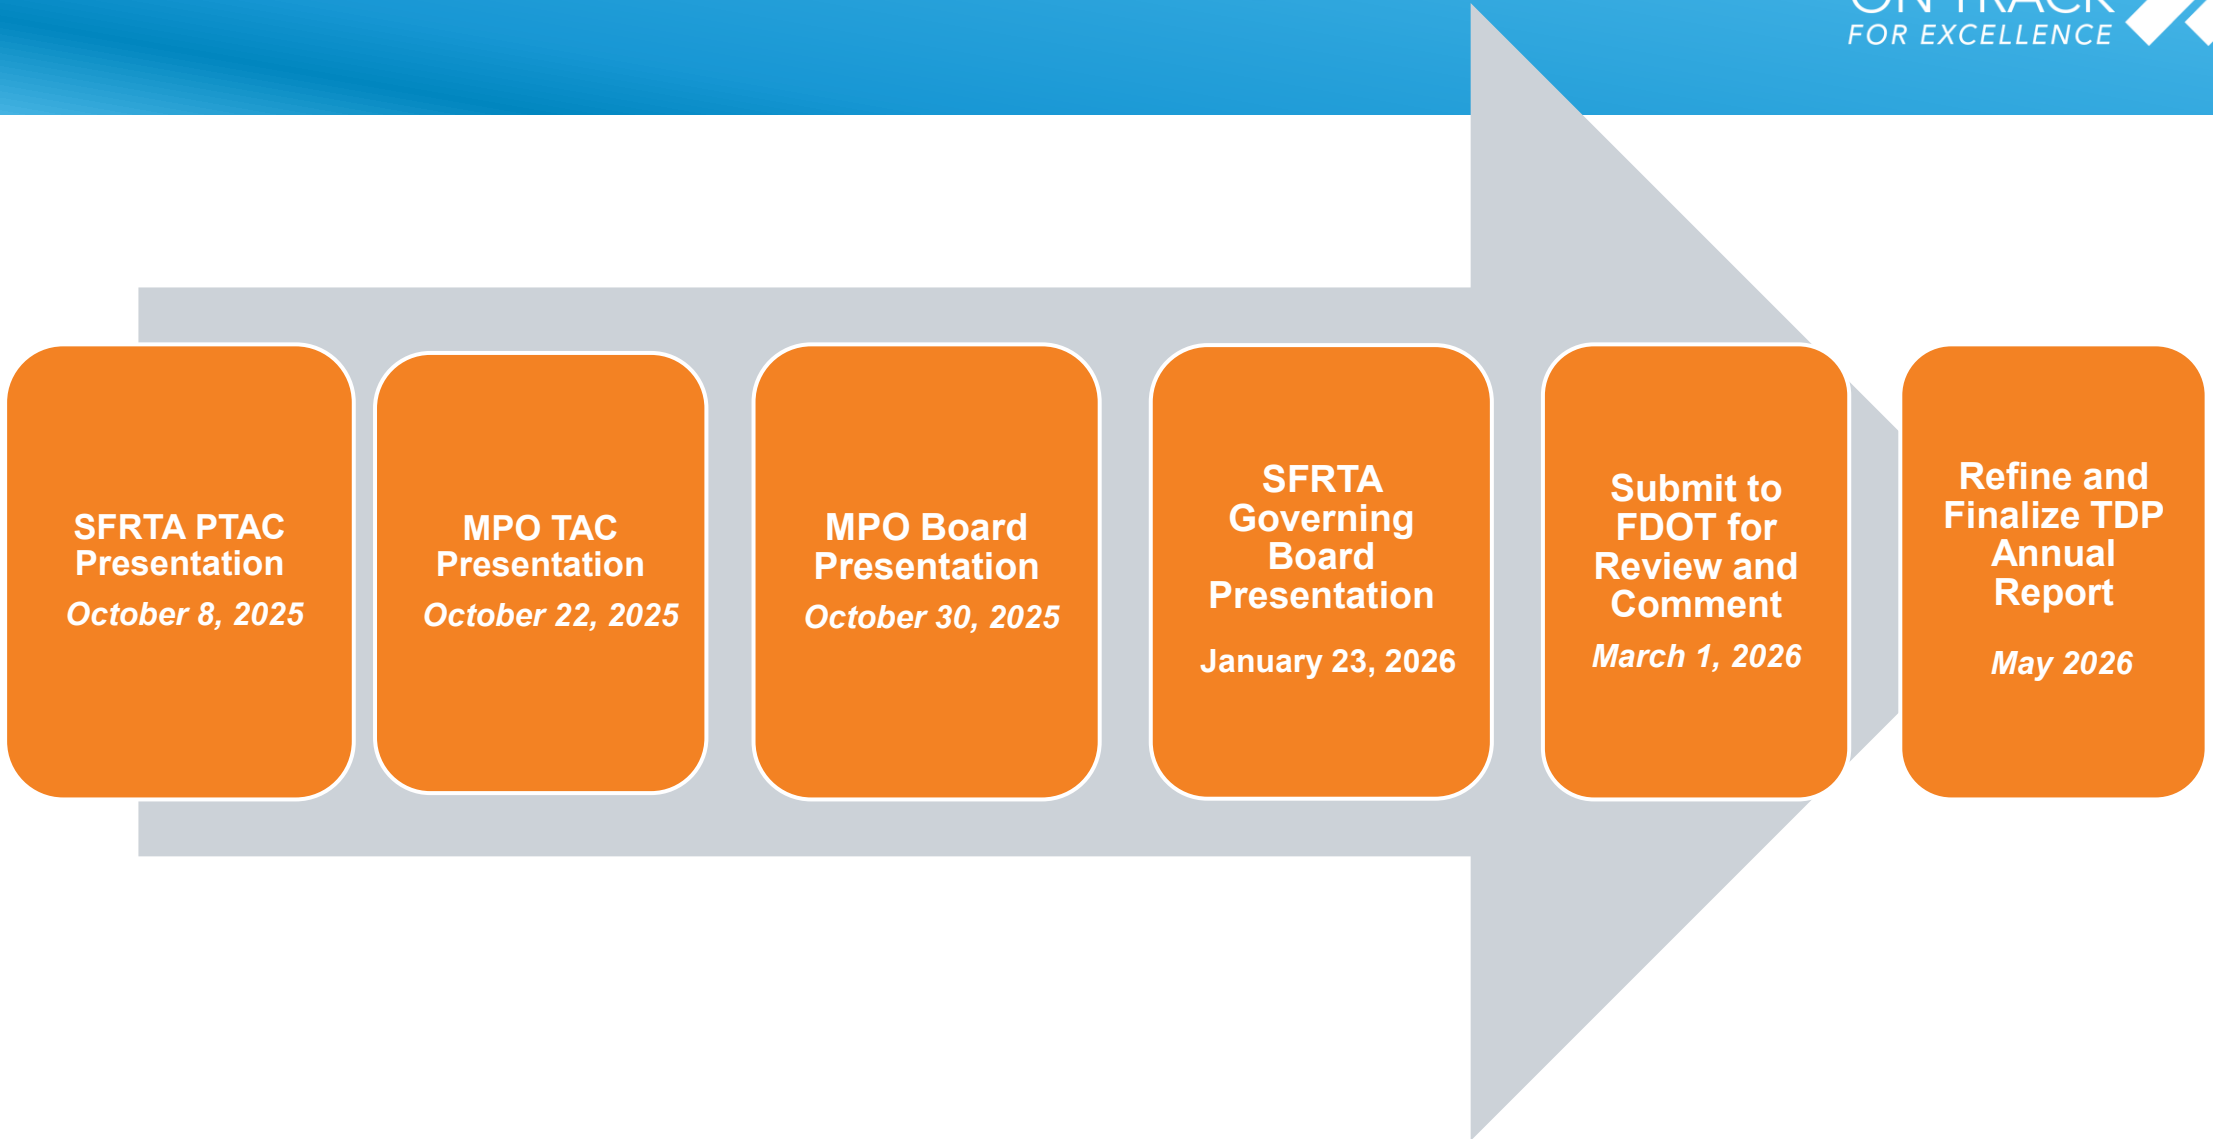 ON TRACK
FOR EXCELLENCE
SFRTA PTAC
Presentation
October 8, 2025
MPO TAC
Presentation
October 22, 2025
MPO Board
Presentation
October 30, 2025
SFRTA
Governing
Board
Presentation
January 23, 2026
Submit to
FDOT for
Review and
Comment
March 1, 2026
Refine and
Finalize TDP
Annual
Report
May 2026